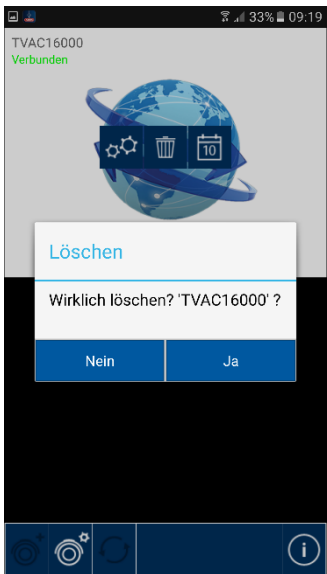 33% 09:19
TVAC16000
Verbunden
10
Löschen
Wirklich löschen? 'TVAC16000' ?
Nein Ja
i